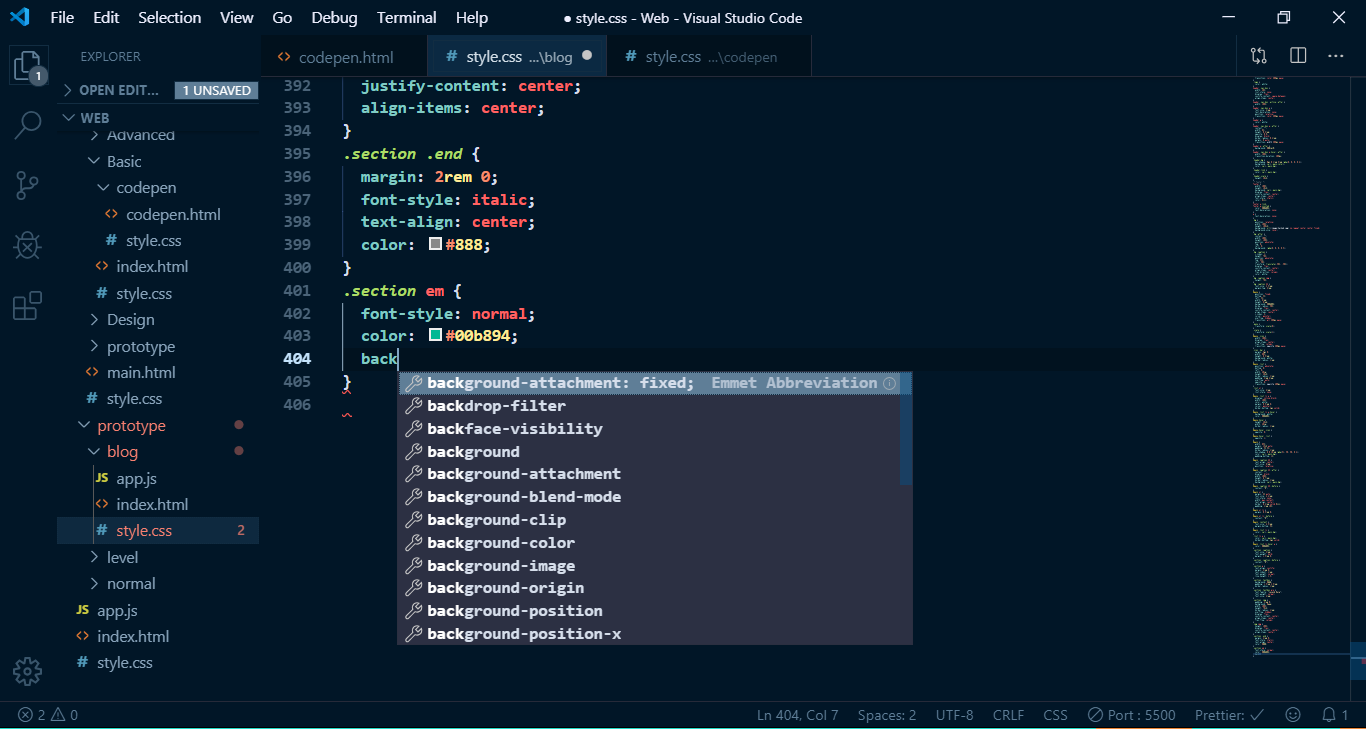 File Edit Selection View Go Debug Terminal Help ● style.css - Web - Visual Studio Code
EXPLORER
codepen.html
# style.css ...\blog ●
# style.css ...\codepen
1
OPEN EDIT... 1 UNSAVED
WEB
Advanced
Basic
codepen
codepen.html
# style.css
index.html
# style.css
Design
prototype
main.html
# style.css
prototype
blog
JS app.js
index.html
# style.css 2
level
normal
JS app.js
index.html
# style.css
392 justify-content: center;
393 align-items: center;
394 }
395 .section .end {
396 margin: 2rem 0;
397 font-style: italic;
398 text-align: center;
399 color: #888;
400 }
401 .section em {
402 font-style: normal;
403 color: #00b894;
404 back
405 }
406
background-attachment: fixed; Emmet Abbreviation
backdrop-filter
backface-visibility
background
background-attachment
background-blend-mode
background-clip
background-color
background-image
background-origin
background-position
background-position-x
2 0 Ln 404, Col 7 Spaces: 2 UTF-8 CRLF CSS Port : 5500 Prettier: ✓ 1